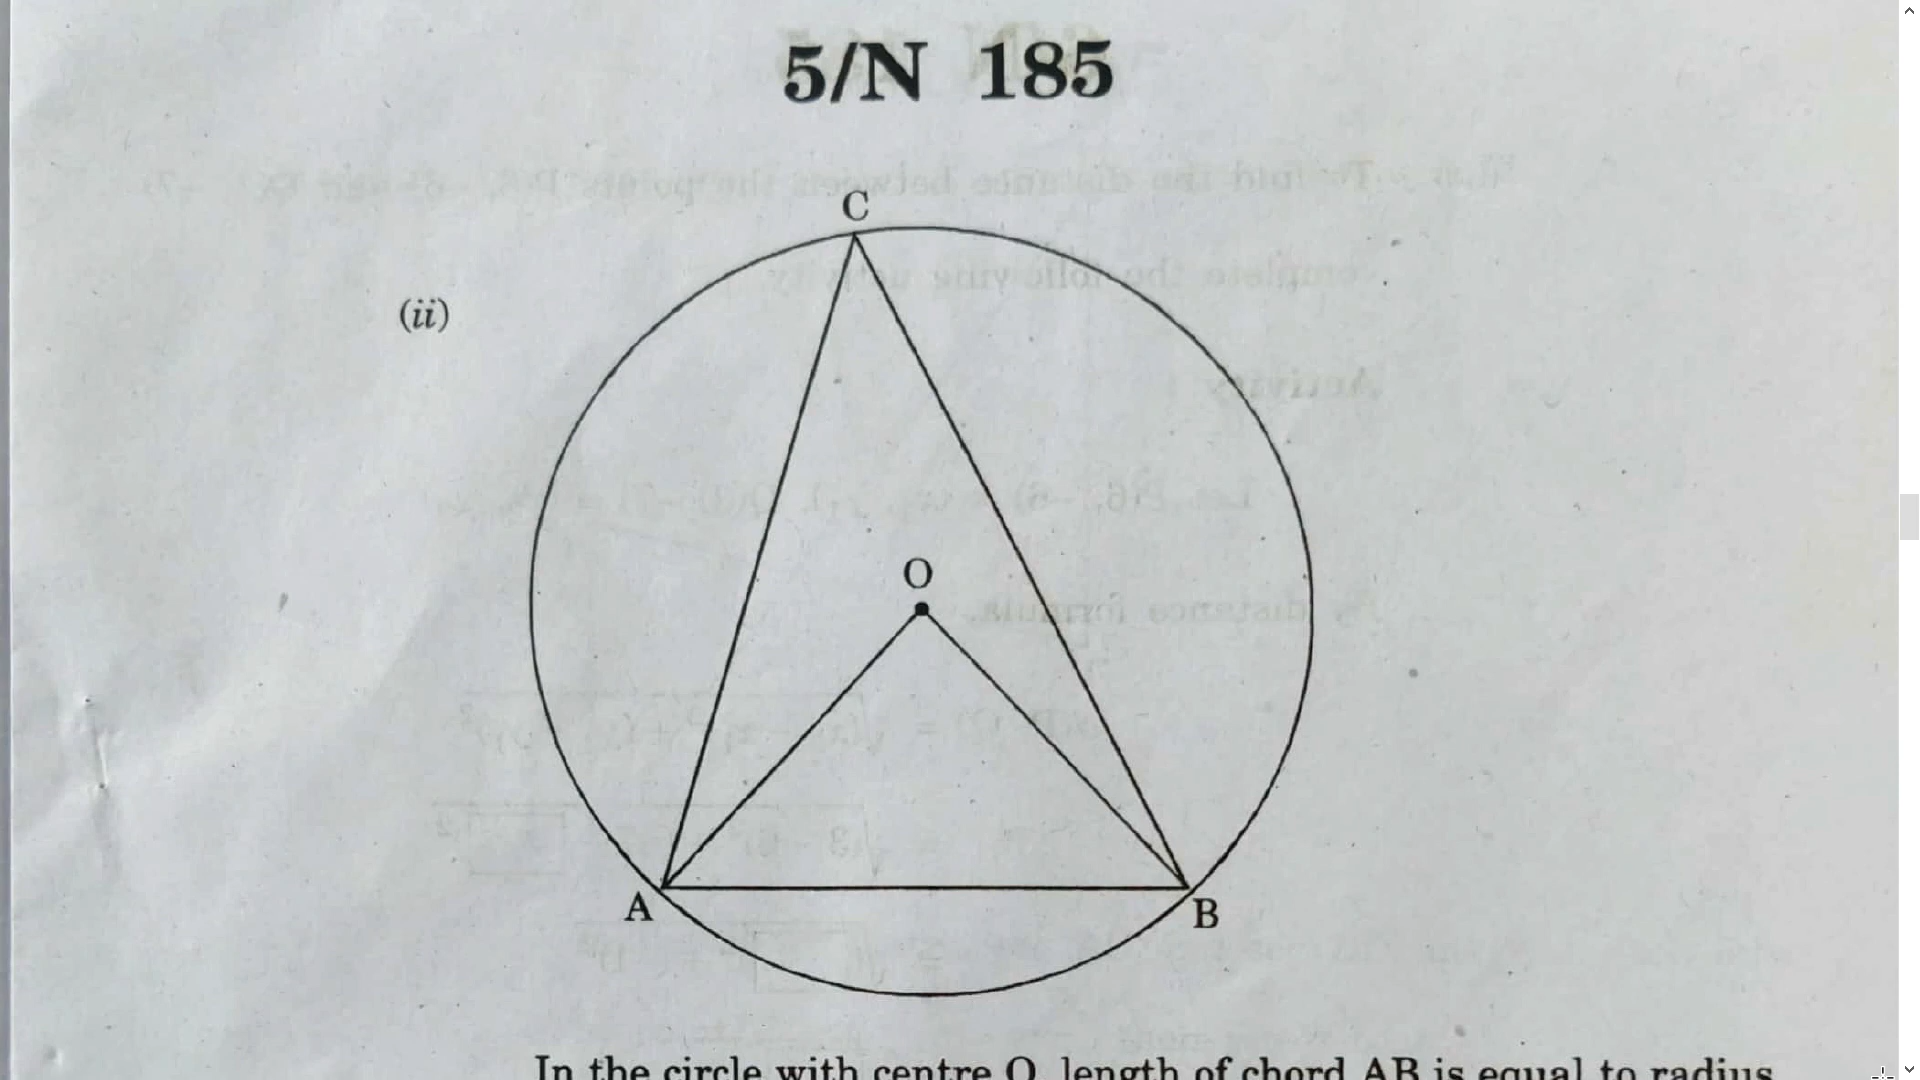 5/N 185
C
(ii)
O
A
B
In the circle with centre O, length of chord AB is equal to radius